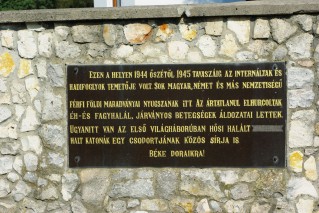 EZEN A HELYEN 1944 ŐSZÉTŐL 1945 TAVASZÁIG AZ INTERNÁLTAK ÉS
HADIFOGLYOK TEMETŐJE VOLT. SOK MAGYAR, NÉMET ÉS MÁS NEMZETISÉGŰ
FÉRFI FÖLDI MARADVÁNYAI NYUGSZANAK ITT. AZ ÁRTATLANUL ELHURCOLTAK
ÉH- ÉS FAGYHALÁL, JÁRVÁNYOS BETEGSÉGEK ÁLDOZATAI LETTEK.
UGYANITT VAN AZ ELSŐ VILÁGHÁBORÚBAN HŐSI HALÁLT
HALT KATONÁK EGY CSOPORTJÁNAK KÖZÖS SÍRJA IS.
BÉKE PORAIKRA!